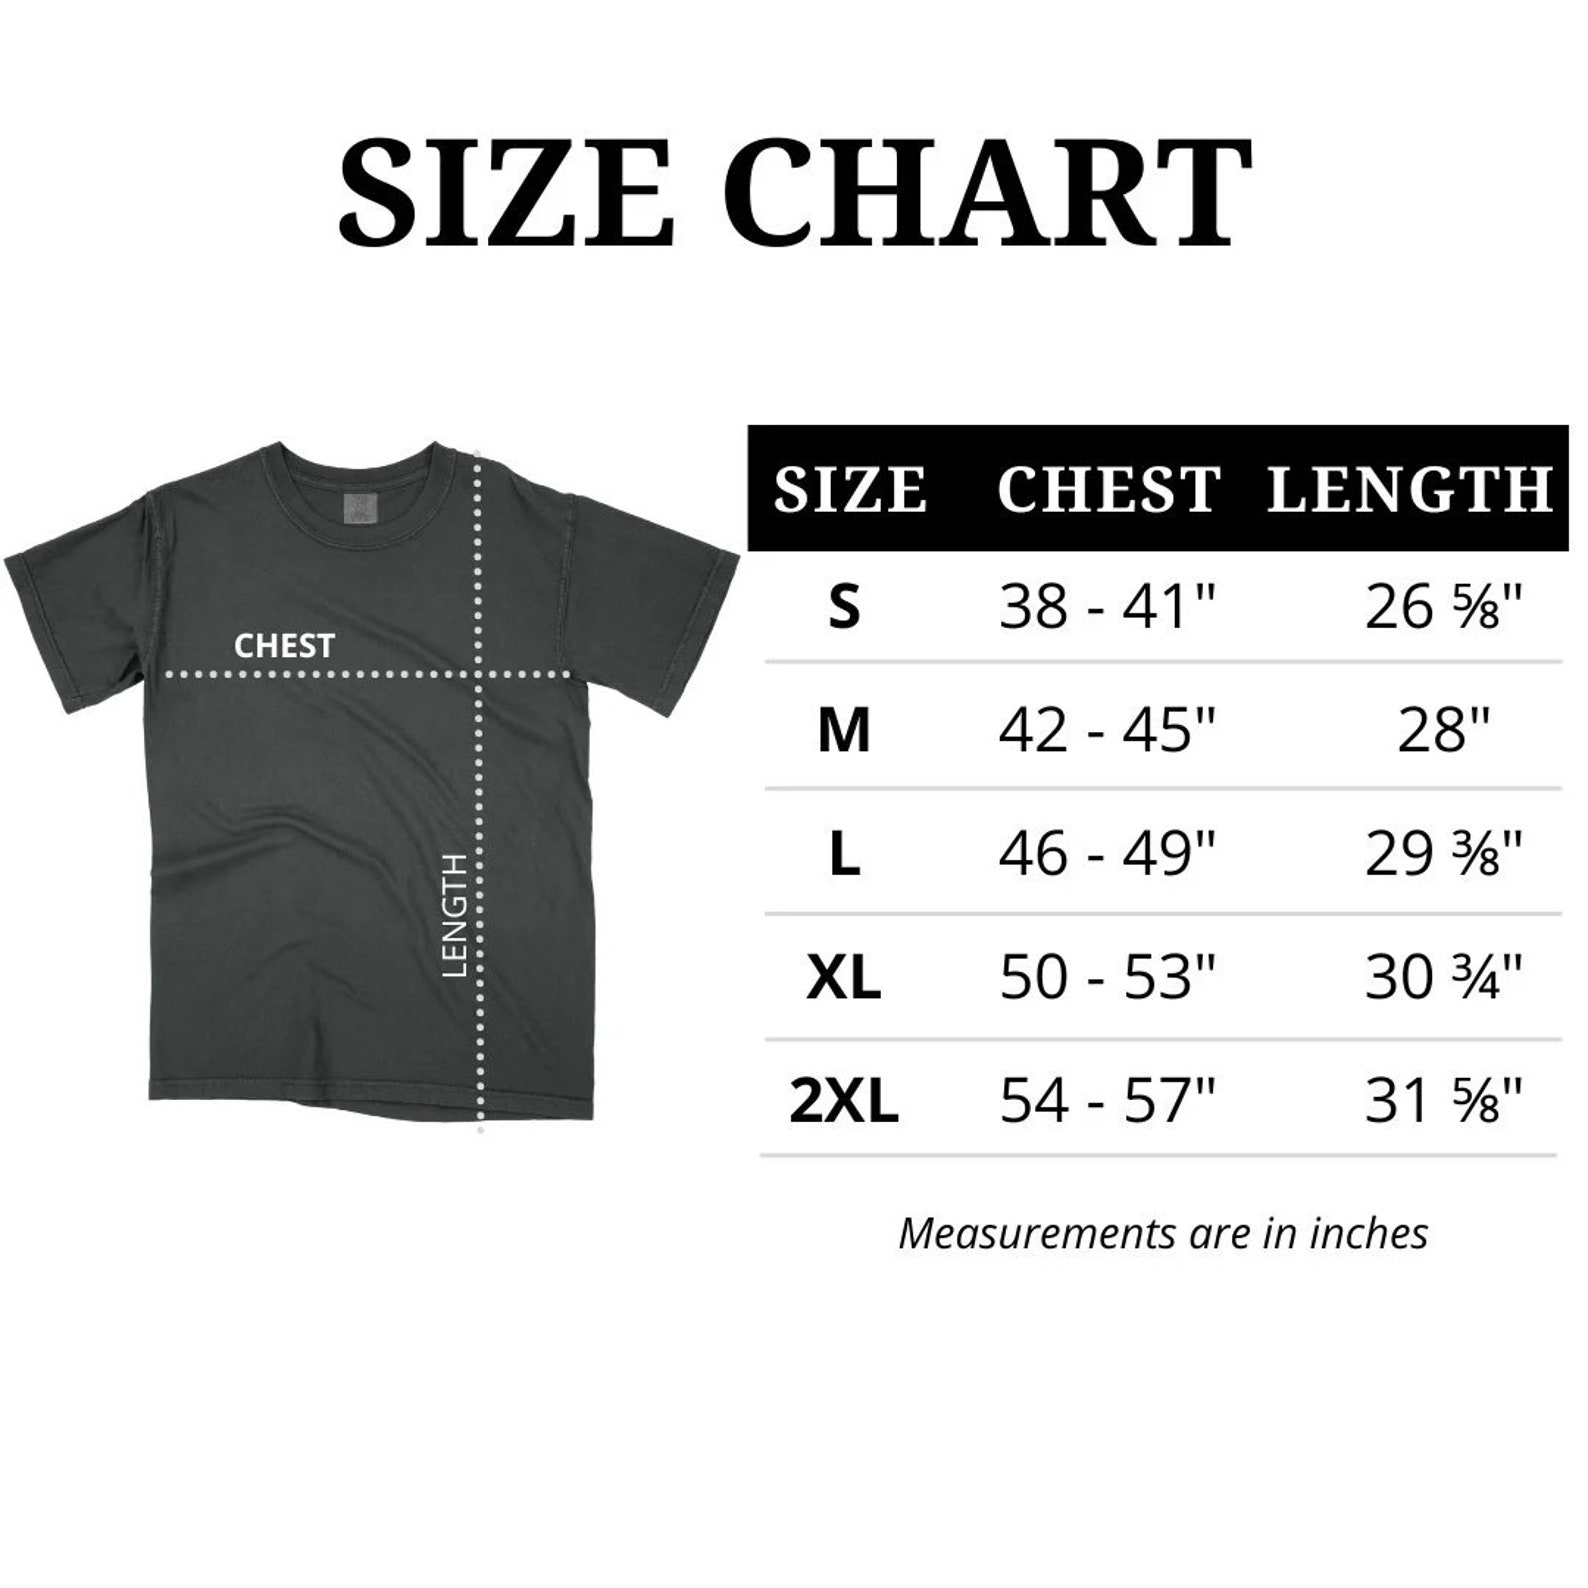 SIZE CHART
CHEST
LENGTH
SIZE CHEST LENGTH
S 38 - 41" 26 ⅝"
M 42 - 45" 28"
L 46 - 49" 29 ⅜"
XL 50 - 53" 30 ¾"
2XL 54 - 57" 31 ⅝"
Measurements are in inches